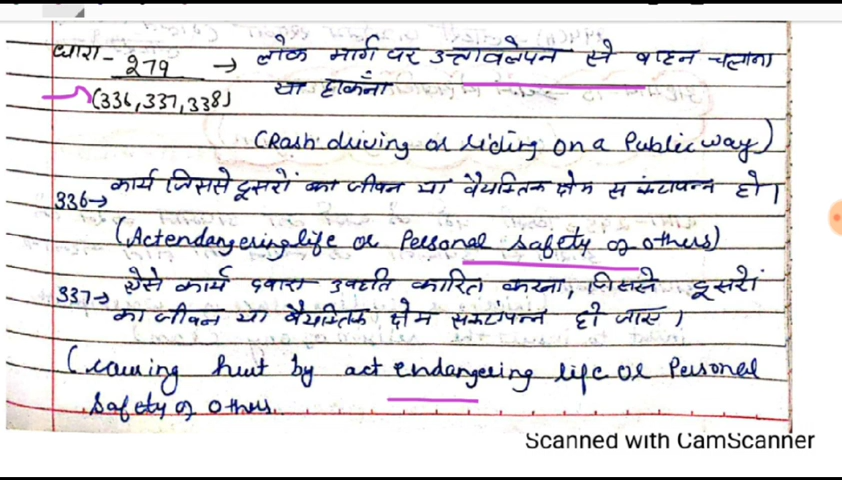 धारा- 279 → लोक मार्ग पर उतावलेपन से वाहन चलाना
(336,337,338) या हांकना
(Rash driving or riding on a Public way)
336→ कार्य जिससे दूसरों का जीवन या वैयक्तिक क्षेम संकटापन्न हो।
(Act endangering life or Personal safety of others)
337→ ऐसे कार्य द्वारा उपहति कारित करना, जिससे दूसरों
का जीवन या वैयक्तिक क्षेम संकटापन्न हो जाए।
(causing hurt by act endangering life or Personal
safety of others.
Scanned with CamScanner